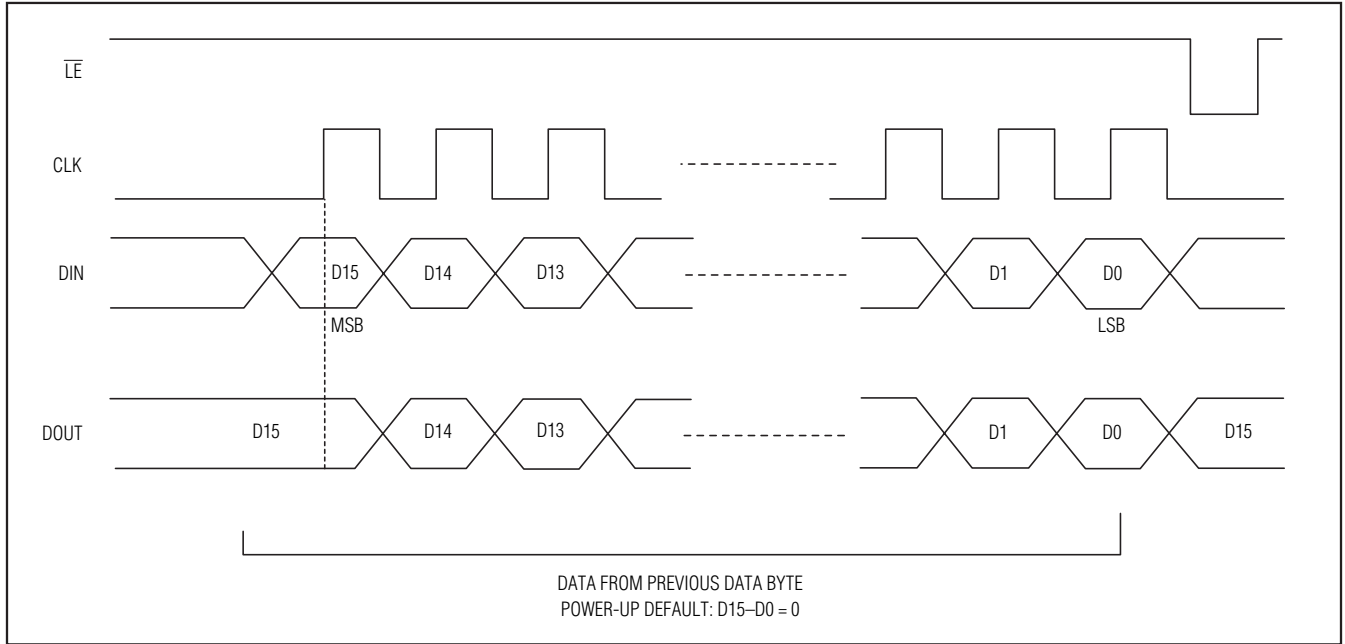 L̅E̅
CLK
DIN D15 D14 D13 D1 D0
MSB LSB
DOUT D15 D14 D13 D1 D0 D15
DATA FROM PREVIOUS DATA BYTE
POWER-UP DEFAULT: D15–D0 = 0